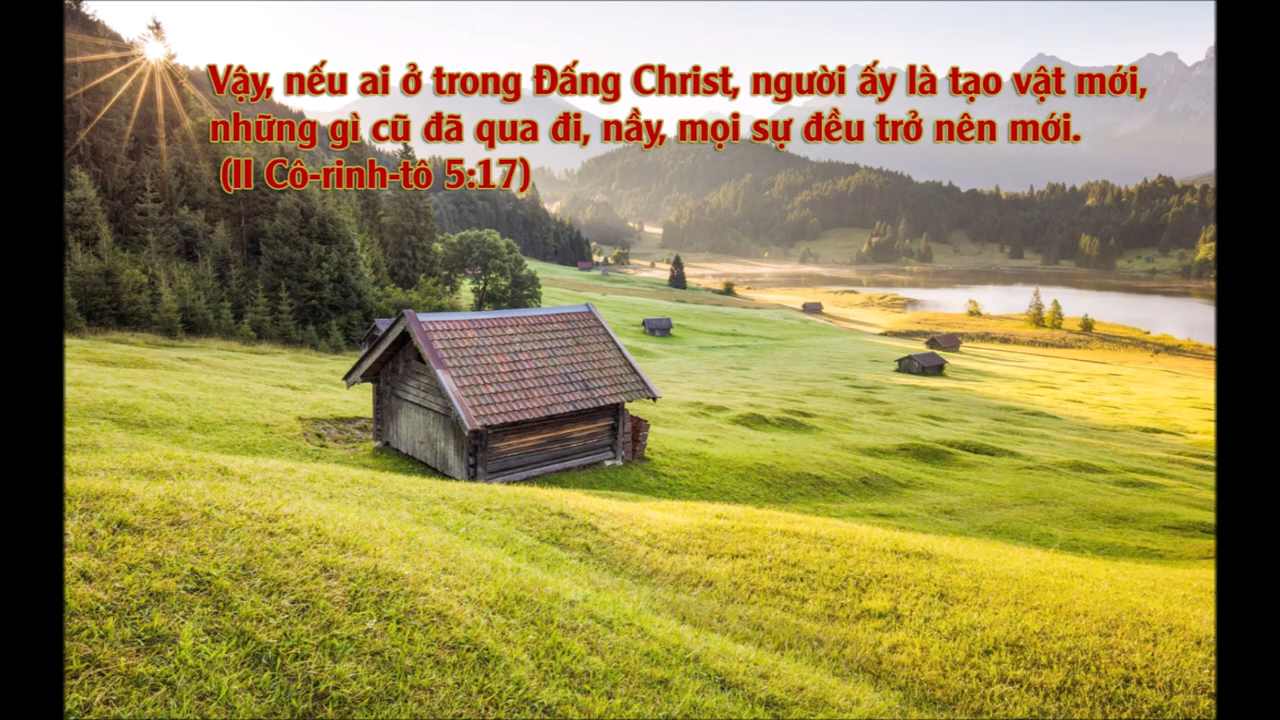 Vậy, nếu ai ở trong Đấng Christ, người ấy là tạo vật mới,
những gì cũ đã qua đi, nầy, mọi sự đều trở nên mới.
(II Cô-rinh-tô 5:17)